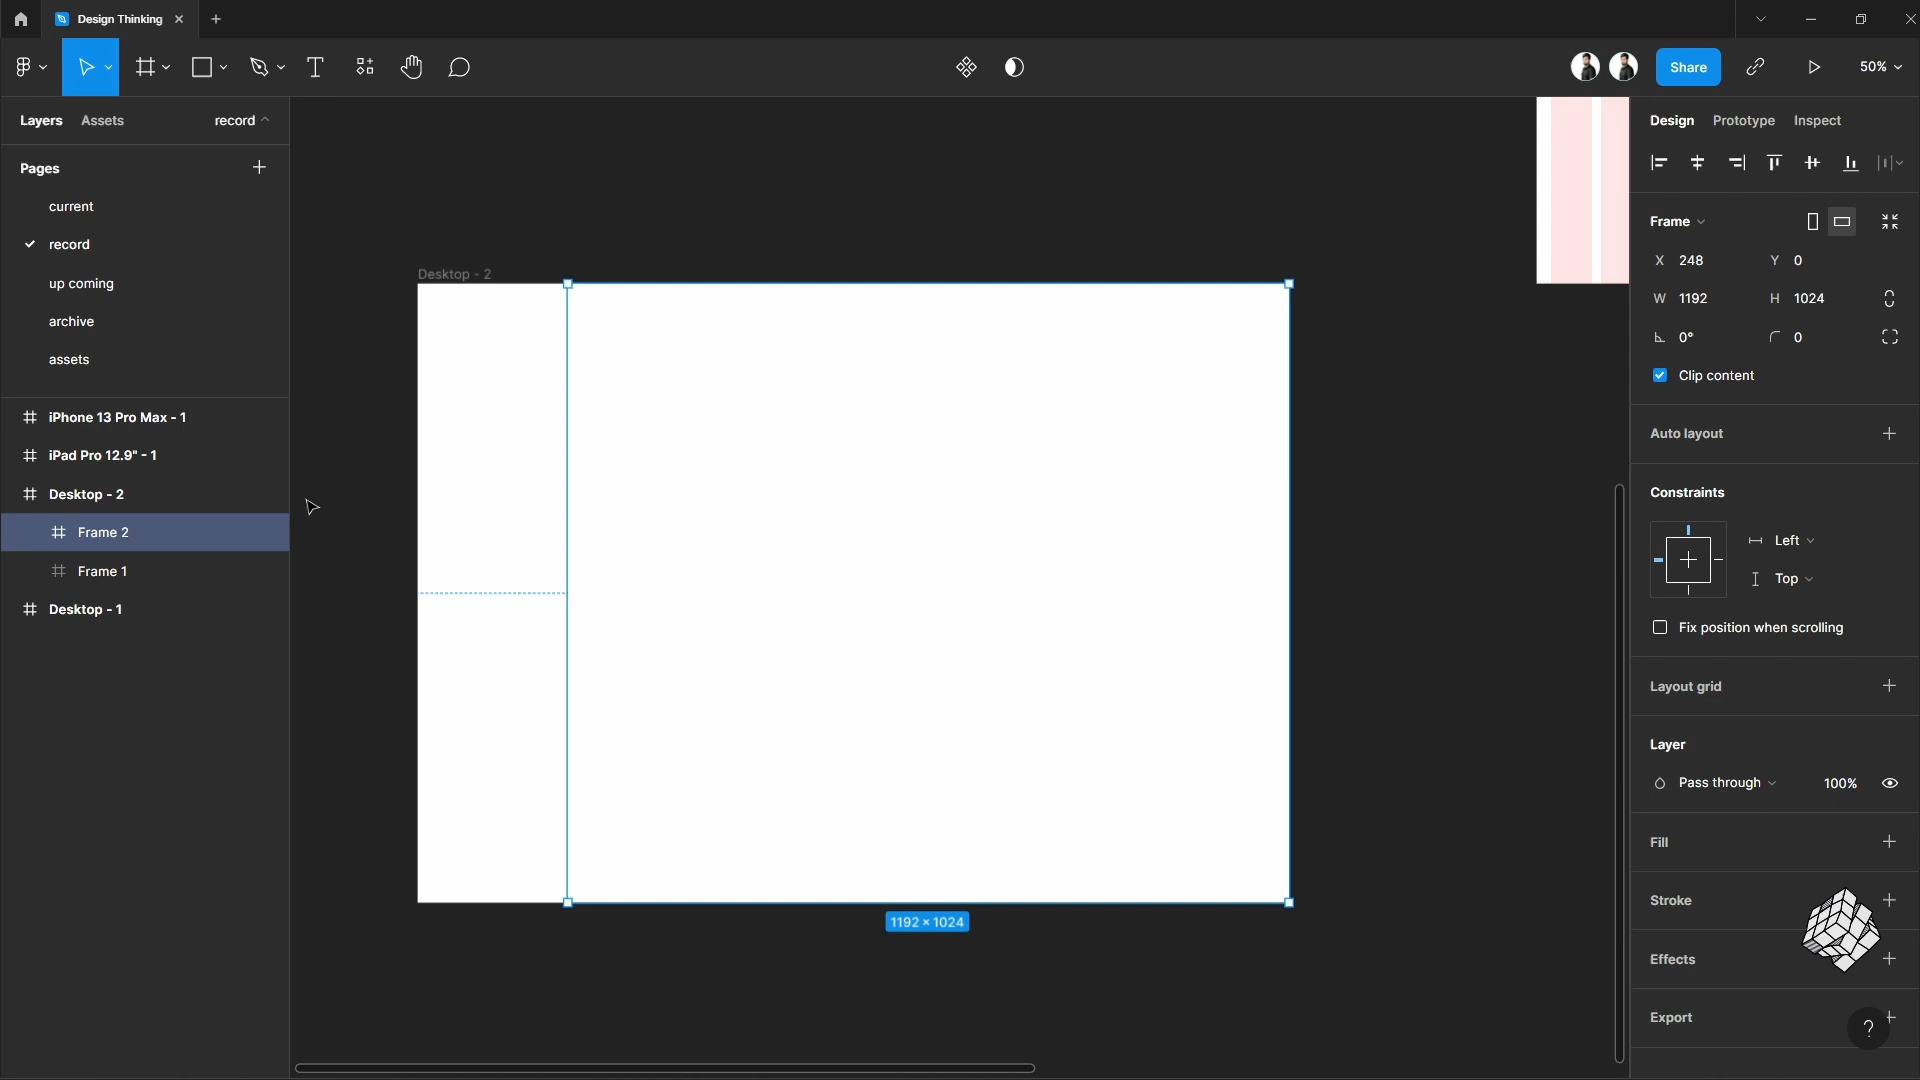 Design Thinking
Share
50%
Layers Assets record
Pages
current
record
up coming
archive
assets
iPhone 13 Pro Max - 1
iPad Pro 12.9" - 1
Desktop - 2
Frame 2
Frame 1
Desktop - 1
Desktop - 2
1192 × 1024
Design Prototype Inspect
Frame
X 248 Y 0
W 1192 H 1024
0° 0
Clip content
Auto layout
Constraints
Left
Top
Fix position when scrolling
Layout grid
Layer
Pass through 100%
Fill
Stroke
Effects
Export
?